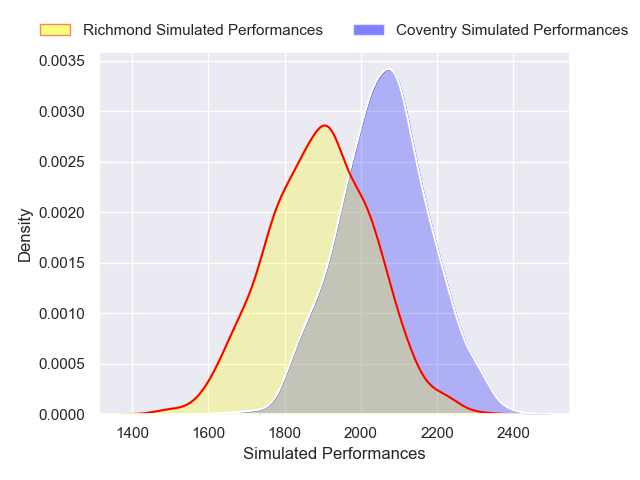 Richmond Simulated Performances Coventry Simulated Performances
0.0035
0.0030
0.0025
0.0020
0.0015
0.0010
0.0005
0.0000
Density
1400 1600 1800 2000 2200 2400
Simulated Performances